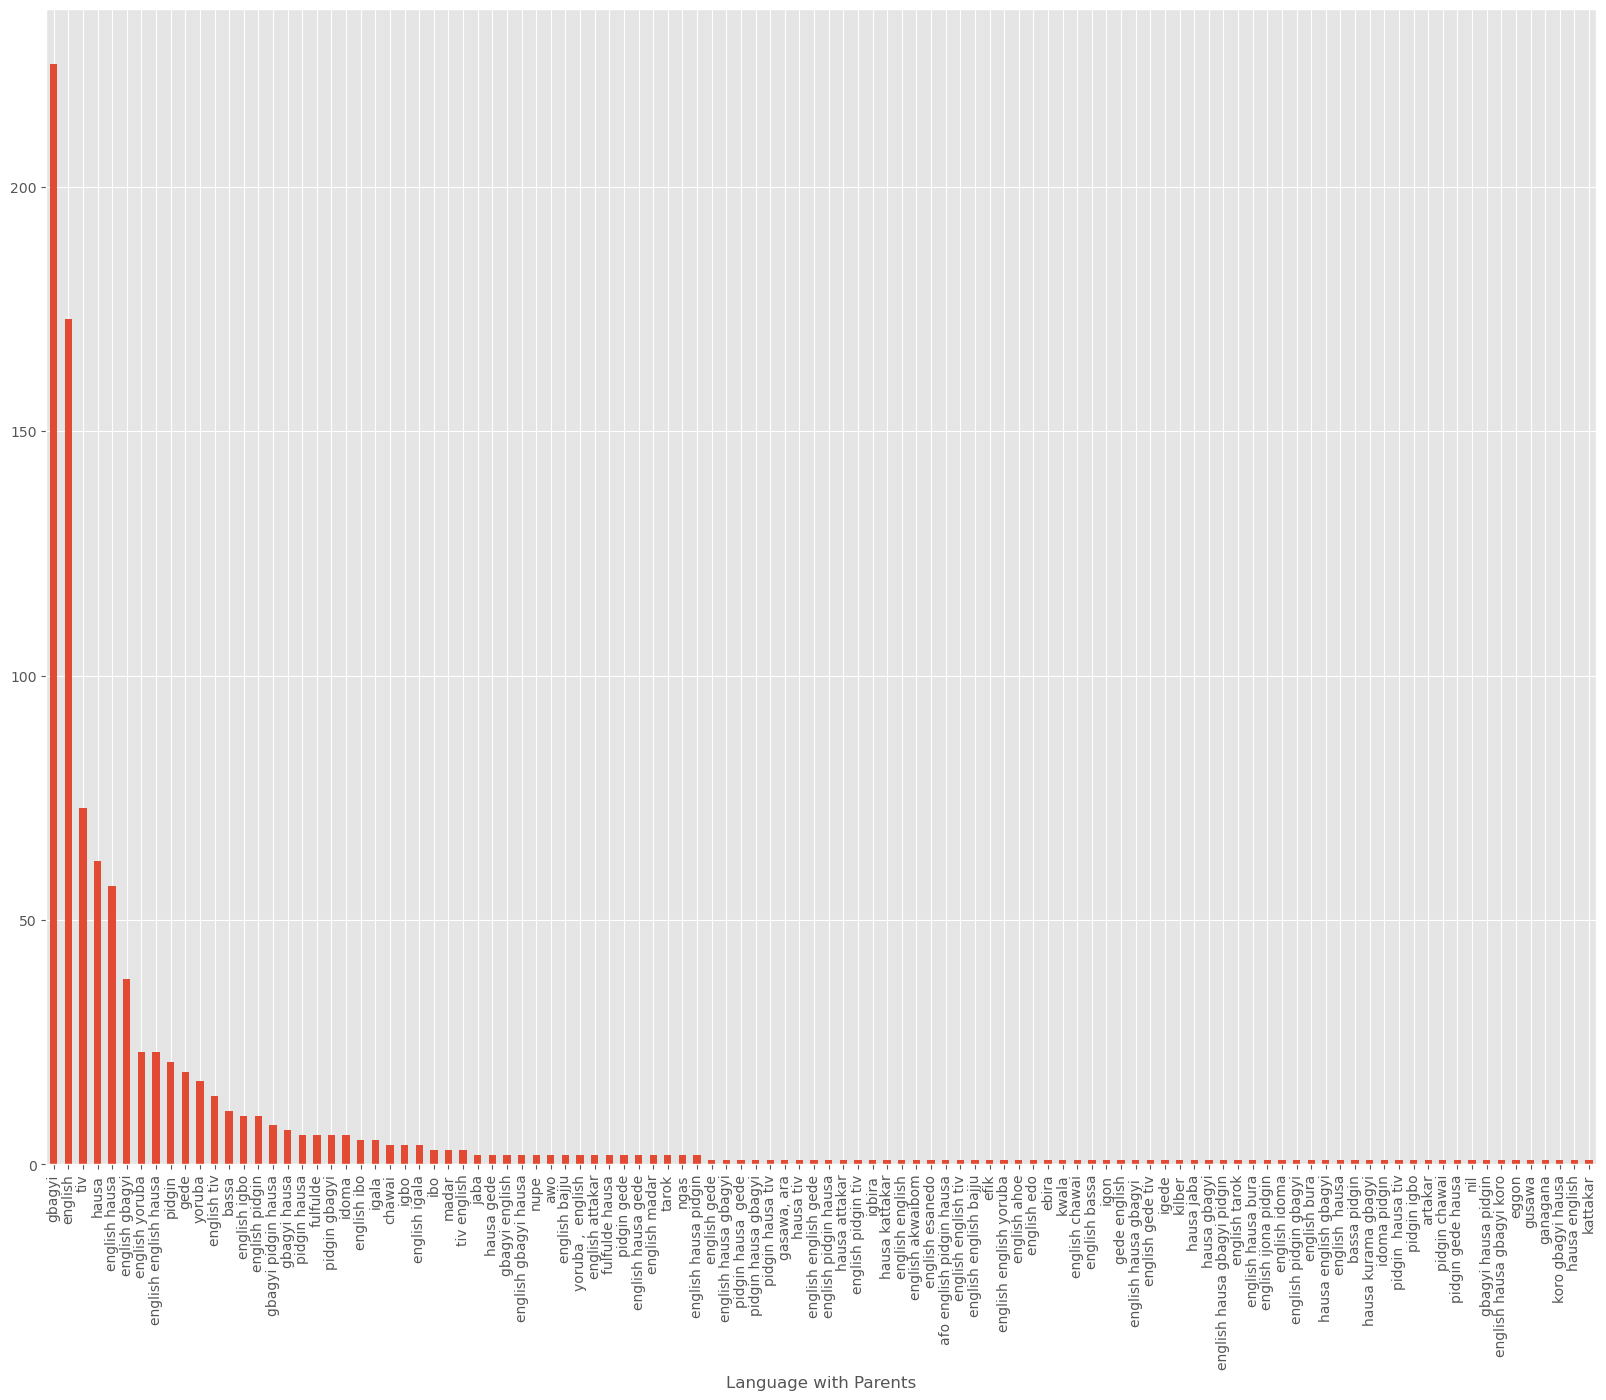 200
150
100
50
0
gbagyi
english
tiv
hausa
english hausa
english gbagyi
english yoruba
english english hausa
pidgin
gede
yoruba
english tiv
bassa
english igbo
english pidgin
gbagyi pidgin hausa
gbagyi hausa
pidgin hausa
fulfulde
pidgin gbagyi
idoma
english ibo
igala
chawai
igbo
english igala
ibo
madar
tiv english
jaba
hausa gede
gbagyi english
english gbagyi hausa
nupe
awo
english bajju
yoruba , english
english attakar
fulfulde hausa
pidgin gede
english hausa gede
english madar
tarok
ngas
english hausa pidgin
english gede
english hausa gbagyi
pidgin hausa  gede
pidgin hausa gbagyi
pidgin hausa tiv
gasawa, ara
hausa tiv
english english gede
english pidgin hausa
hausa attakar
english pidgin tiv
igbira
hausa kattakar
english english
english akwaibom
english esanedo
afo english pidgin hausa
english english tiv
english english bajju
efik
english english yoruba
english ahoe
english edo
ebira
kwala
english chawai
english bassa
igon
gede english
english hausa gbagyi
english gede tiv
igede
kilber
hausa jaba
hausa gbagyi
english hausa gbagyi pidgin
english tarok
english hausa bura
english ijona pidgin
english idoma
english pidgin gbagyi
english bura
hausa english gbagyi
english  hausa
bassa pidgin
hausa kurama gbagyi
idoma pidgin
pidgin  hausa tiv
pidgin igbo
artakar
pidgin chawai
pidgin gede hausa
nil
gbagyi hausa pidgin
english hausa gbagyi koro
eggon
gusawa
ganagana
koro gbagyi hausa
hausa english
kattakar
Language with Parents